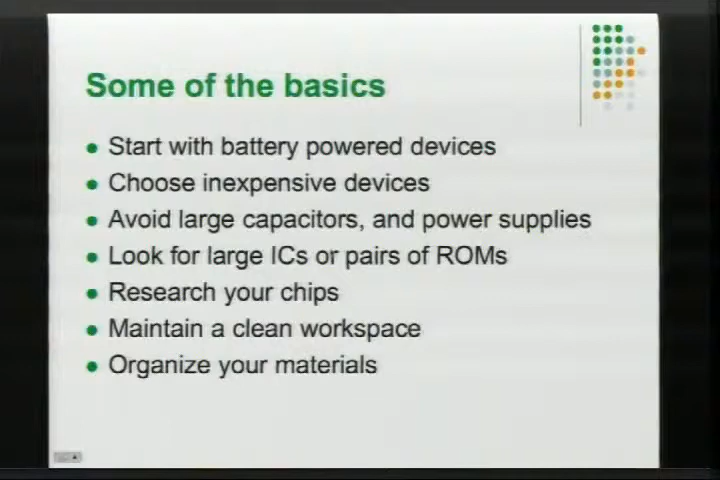 Some of the basics
Start with battery powered devices
Choose inexpensive devices
Avoid large capacitors, and power supplies
Look for large ICs or pairs of ROMs
Research your chips
Maintain a clean workspace
Organize your materials